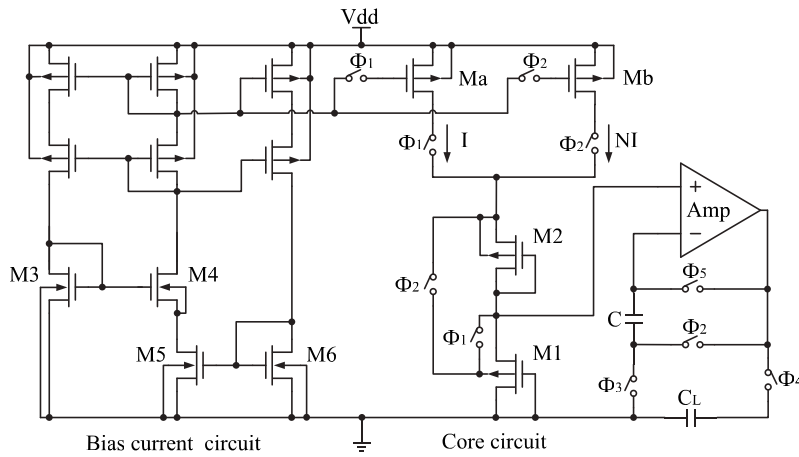 Vdd
Φ1
Ma
Φ2
Mb
Φ1
I
Φ2
NI
+
Amp
−
M2
M3
M4
Φ2
Φ5
C
Φ1
Φ2
M5
M6
M1
Φ3
Φ4
CL
Bias current circuit
Core circuit